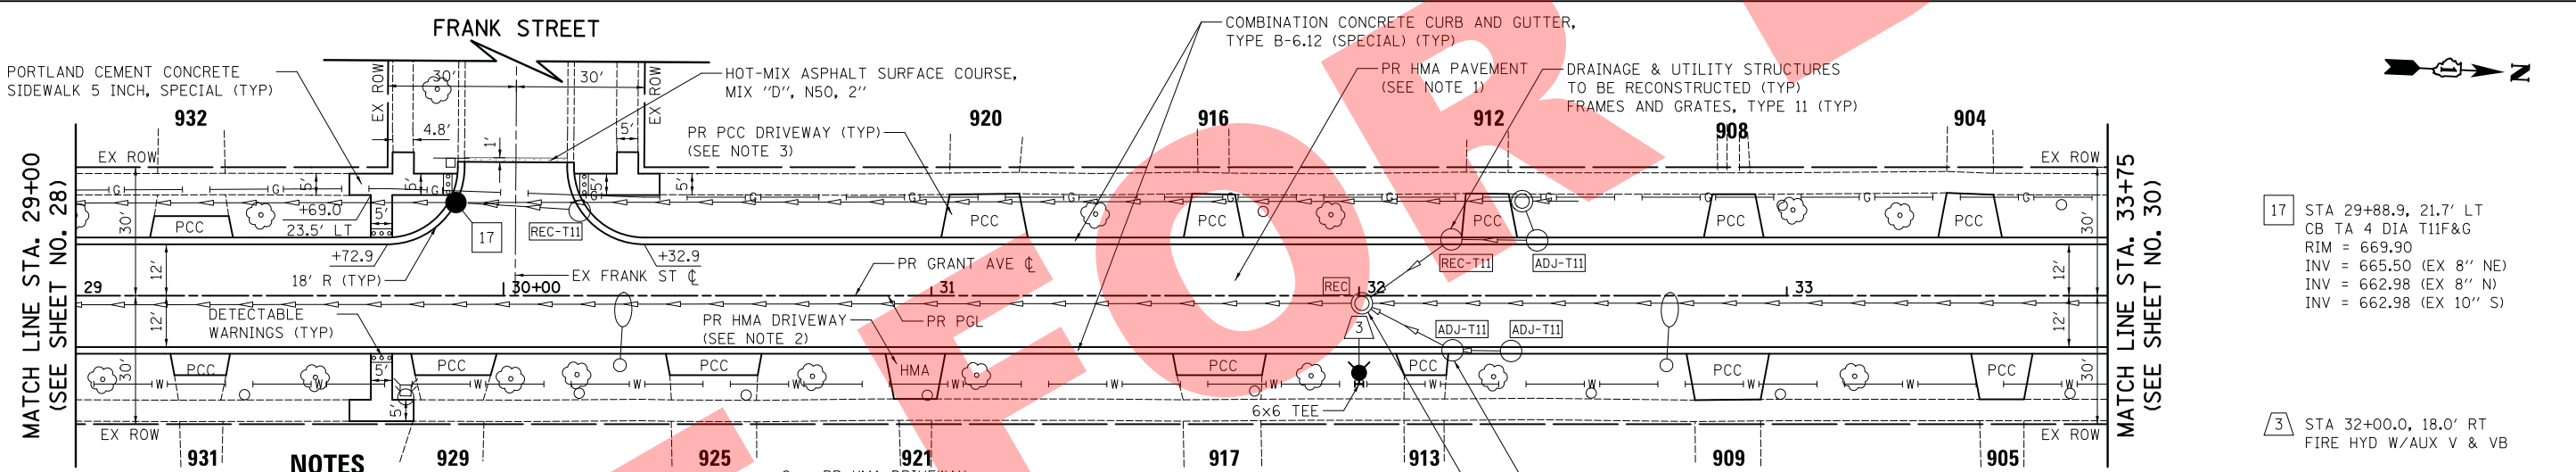 FRANK STREET
COMBINATION CONCRETE CURB AND GUTTER,
TYPE B-6.12 (SPECIAL) (TYP)
PORTLAND CEMENT CONCRETE
SIDEWALK 5 INCH, SPECIAL (TYP)
EX ROW
30'
30'
EX ROW
HOT-MIX ASPHALT SURFACE COURSE,
MIX "D", N50, 2"
PR HMA PAVEMENT
(SEE NOTE 1)
DRAINAGE & UTILITY STRUCTURES
TO BE RECONSTRUCTED (TYP)
FRAMES AND GRATES, TYPE 11 (TYP)
N
932
4.8'
5'
1'
PR PCC DRIVEWAY (TYP)
(SEE NOTE 3)
920
916
912
908
904
EX ROW
EX ROW
MATCH LINE STA. 29+00
(SEE SHEET NO. 28)
MATCH LINE STA. 33+75
(SEE SHEET NO. 30)
G G G G G G G G G G G G
5'
5'
5'
5'
30'
30'
+69.0
23.5' LT
5'
PCC
PCC
PCC
PCC
PCC
PCC
17
REC-T11
+72.9
18' R (TYP)
+32.9
EX FRANK ST ℄
PR GRANT AVE ℄
REC-T11
ADJ-T11
12'
12'
29
30+00
31
REC
32
33
DETECTABLE
WARNINGS (TYP)
PR PGL
PR HMA DRIVEWAY
(SEE NOTE 2)
3
ADJ-T11
ADJ-T11
12'
12'
PCC
5'
PCC
PCC
HMA
PCC
PCC
PCC
PCC
W W W W W W W W W W W W W
30'
30'
5'
6x6 TEE
EX ROW
EX ROW
931
NOTES
929
925
921
917
913
909
905
PR HMA DRIVEWAY
17
STA 29+88.9, 21.7' LT
CB TA 4 DIA T11F&G
RIM = 669.90
INV = 665.50 (EX 8" NE)
INV = 662.98 (EX 8" N)
INV = 662.98 (EX 10" S)
3
STA 32+00.0, 18.0' RT
FIRE HYD W/AUX V & VB
FOR